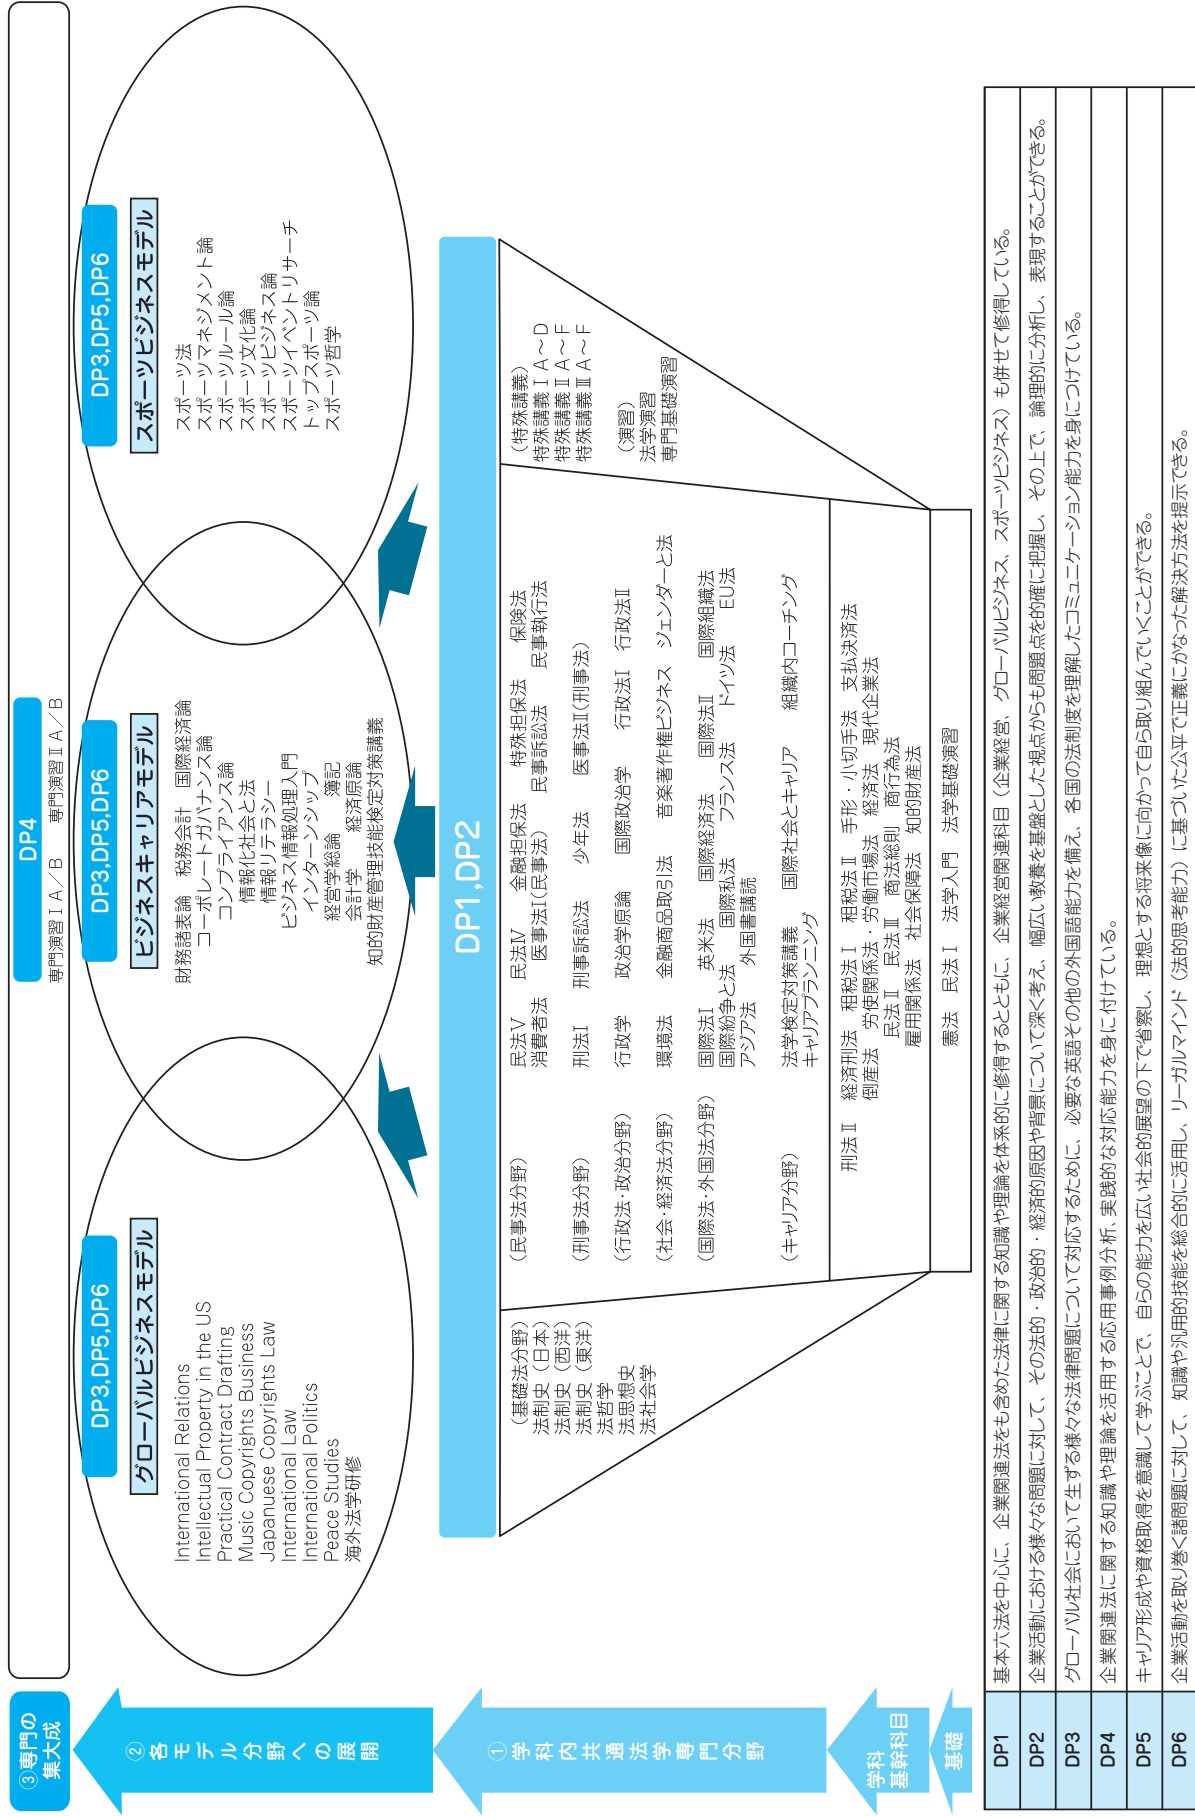 ③専門の
集大成
DP4
専門演習ⅠA／B　専門演習ⅡA／B
②各モデル分野への展開
DP3,DP5,DP6
グローバルビジネスモデル
International Relations
Intellectual Property in the US
Practical Contract Drafting
Music Copyrights Business
Japanuese Copyrights Law
International Law
International Politics
Peace Studies
海外法学研修
DP3,DP5,DP6
ビジネスキャリアモデル
財務諸表論　税務会計　国際経済論
コーポレートガバナンス論
コンプライアンス論
情報化社会と法
情報リテラシー
ビジネス情報処理入門
インターンシップ
経営学総論　簿記
会計学　経済原論
知的財産管理技能検定対策講義
DP3,DP5,DP6
スポーツビジネスモデル
スポーツ法
スポーツマネジメント論
スポーツルール論
スポーツ文化論
スポーツビジネス論
スポーツイベントリサーチ
トップスポーツ論
スポーツ哲学
①学科内共通法学専門分野
DP1,DP2
（基礎法分野）
法制史（日本）
法制史（西洋）
法制史（東洋）
法哲学
法思想史
法社会学
（民事法分野）　民法Ⅴ　民法Ⅳ　金融担保法　特殊担保法　保険法
消費者法　医事法Ⅰ(民事法)　民事訴訟法　民事執行法
（刑事法分野）　刑法Ⅰ　刑事訴訟法　少年法　医事法Ⅱ(刑事法)
（行政法・政治分野）　行政学　政治学原論　国際政治学　行政法Ⅰ　行政法Ⅱ
（社会・経済法分野）　環境法　金融商品取引法　音楽著作権ビジネス　ジェンダーと法
（国際法・外国法分野）　国際法Ⅰ　英米法　国際経済法　国際法Ⅱ　国際組織法
国際紛争と法　国際私法　フランス法　ドイツ法　EU法
アジア法　外国書講読
（キャリア分野）　法学検定対策講義　国際社会とキャリア　組織内コーチング
キャリアプランニング
（特殊講義）
特殊講義ⅠA～D
特殊講義ⅡA～F
特殊講義ⅢA～F
（演習）
法学演習
専門基礎演習
学科
基幹科目
刑法Ⅱ　経済刑法　租税法Ⅰ　租税法Ⅱ　手形・小切手法　支払決済法
倒産法　労使関係法・労働市場法　経済法　現代企業法
民法Ⅱ　民法Ⅲ　商法総則　商行為法
雇用関係法　社会保障法　知的財産法
基礎
憲法　民法Ⅰ　法学入門　法学基礎演習
DP1　基本六法を中心に、企業関連法をも含めた法律に関する知識や理論を体系的に修得するとともに、企業経営関連科目（企業経営、グローバルビジネス、スポーツビジネス）も併せて修得している。
DP2　企業活動における様々な問題に対して、その法的・政治的・経済的原因や背景について深く考え、幅広い教養を基盤とした視点からも問題点を的確に把握し、その上で、論理的に分析し、表現することができる。
DP3　グローバル社会において生ずる様々な法律問題について対応するために、必要な英語その他の外国語能力を備え、各国の法制度を理解したコミュニケーション能力を身につけている。
DP4　企業関連法に関する知識や理論を活用する応用事例分析、実践的な対応能力を身に付けている。
DP5　キャリア形成や資格取得を意識して学ぶことで、自らの能力を広い社会的展望の下で省察し、理想とする将来像に向かって自ら取り組んでいくことができる。
DP6　企業活動を取り巻く諸問題に対して、知識や汎用的技能を総合的に活用し、リーガルマインド（法的思考能力）に基づいた公平で正義にかなった解決方法を提示できる。